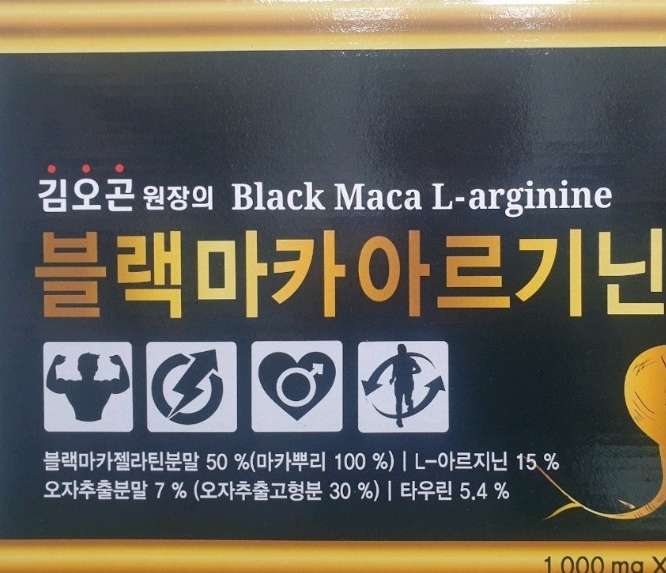 김오곤 원장의 Black Maca L-arginine
블랙마카아르기닌
블랙마카젤라틴분말 50 %(마카뿌리 100 %) | L-아르지닌 15 %
오자추출분말 7 % (오자추출고형분 30 %) | 타우린 5.4 %
1,000 mg X